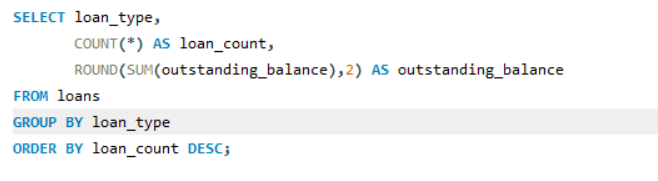 SELECT loan_type,
COUNT(*) AS loan_count,
ROUND(SUM(outstanding_balance),2) AS outstanding_balance
FROM loans
GROUP BY loan_type
ORDER BY loan_count DESC;